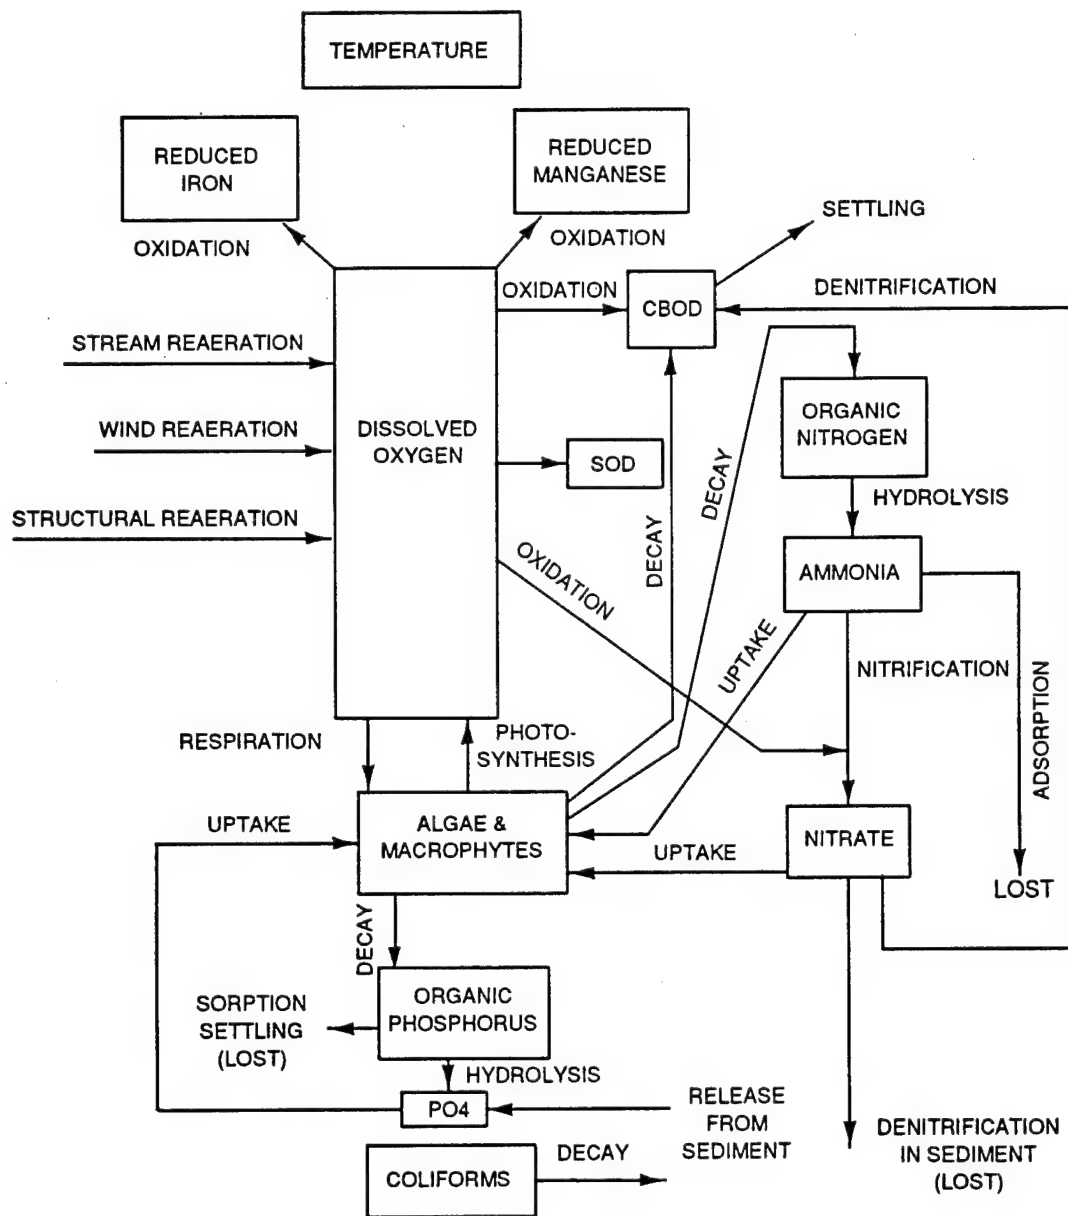 TEMPERATURE
REDUCED
IRON
REDUCED
MANGANESE
OXIDATION
OXIDATION
SETTLING
OXIDATION
CBOD
DENITRIFICATION
STREAM REAERATION
WIND REAERATION
STRUCTURAL REAERATION
DISSOLVED
OXYGEN
SOD
ORGANIC
NITROGEN
DECAY
DECAY
HYDROLYSIS
OXIDATION
AMMONIA
UPTAKE
NITRIFICATION
ADSORPTION
RESPIRATION
PHOTO-
SYNTHESIS
UPTAKE
ALGAE &
MACROPHYTES
UPTAKE
NITRATE
LOST
DECAY
SORPTION
SETTLING
(LOST)
ORGANIC
PHOSPHORUS
HYDROLYSIS
PO4
RELEASE
FROM
SEDIMENT
COLIFORMS
DECAY
DENITRIFICATION
IN SEDIMENT
(LOST)